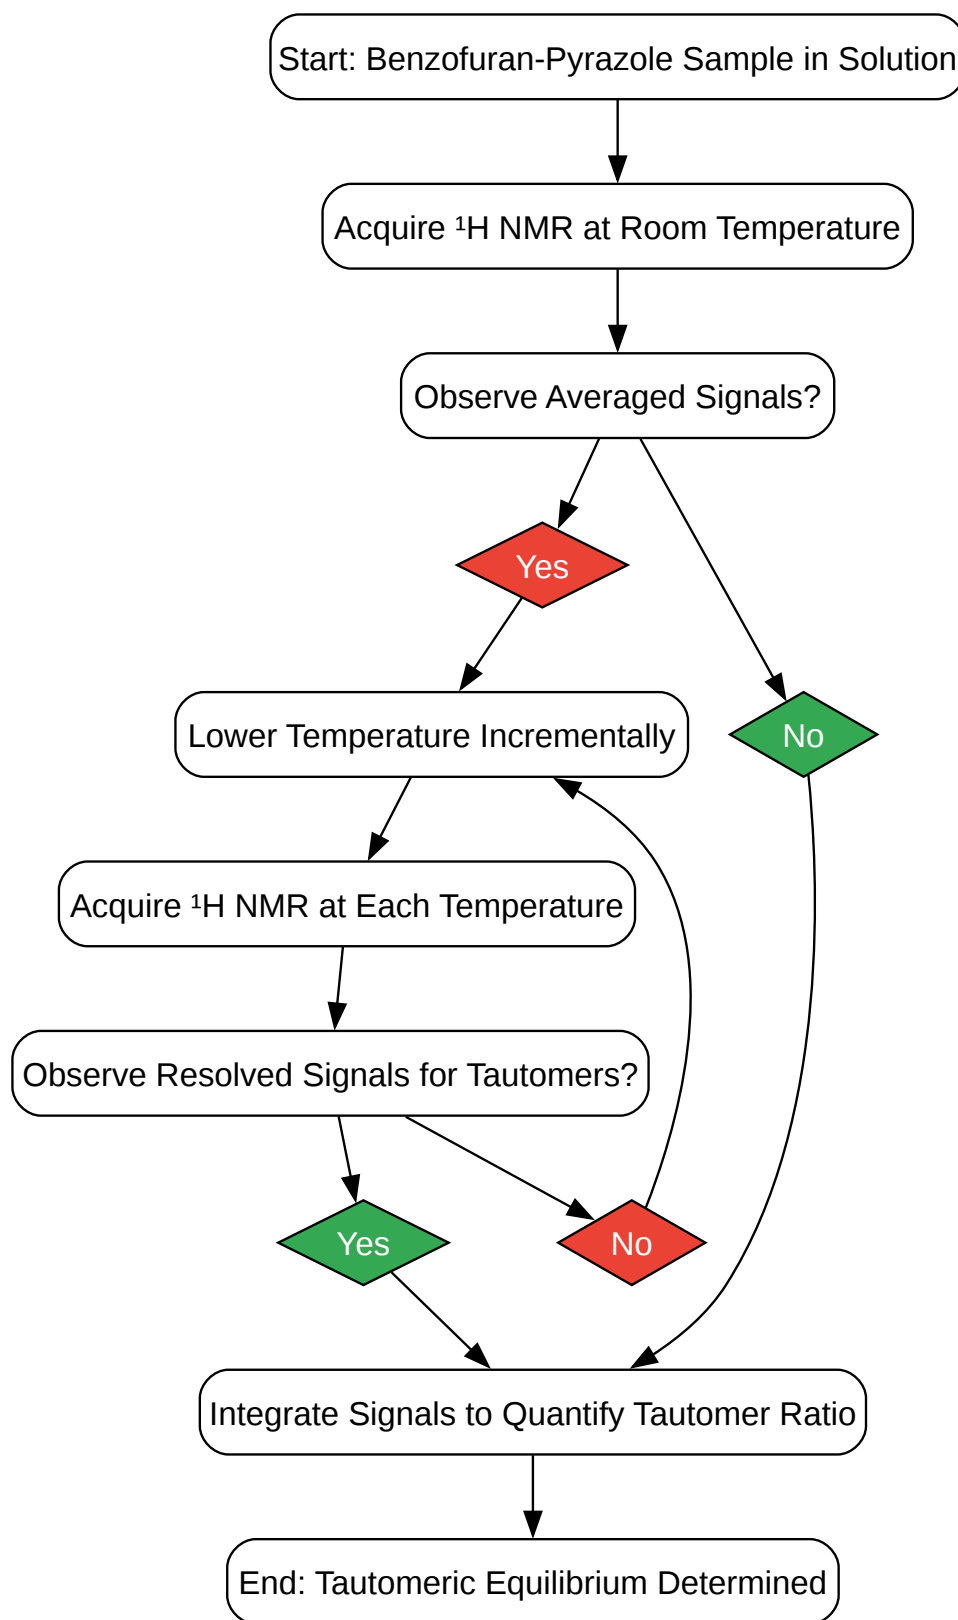 Start: Benzofuran-Pyrazole Sample in Solution
Acquire ¹H NMR at Room Temperature
Observe Averaged Signals?
Yes
Lower Temperature Incrementally
No
Acquire ¹H NMR at Each Temperature
Observe Resolved Signals for Tautomers?
Yes
No
Integrate Signals to Quantify Tautomer Ratio
End: Tautomeric Equilibrium Determined